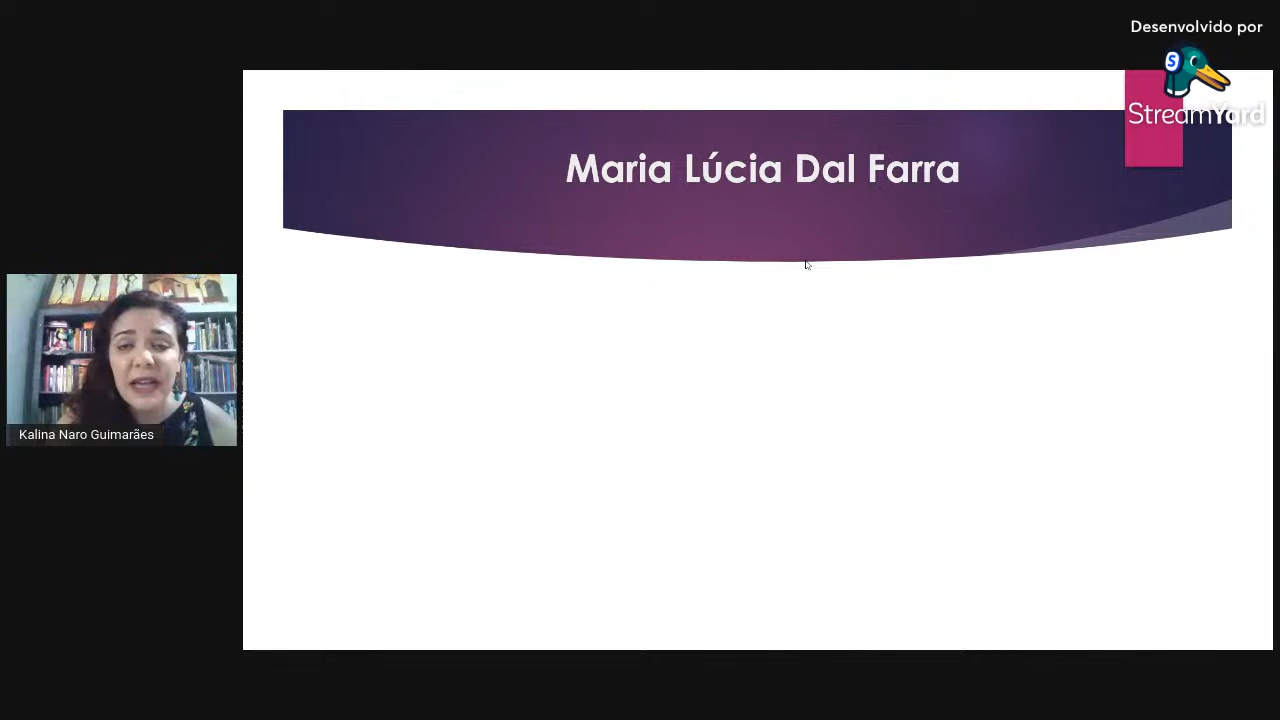 Desenvolvido por
S
StreamYard
Maria Lúcia Dal Farra
Kalina Naro Guimarães